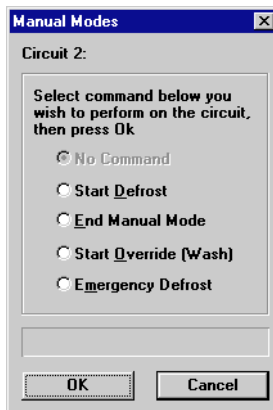 Manual Modes
Circuit 2:
Select command below you
wish to perform on the circuit,
then press Ok
No Command
Start Defrost
End Manual Mode
Start Override (Wash)
Emergency Defrost
OK
Cancel